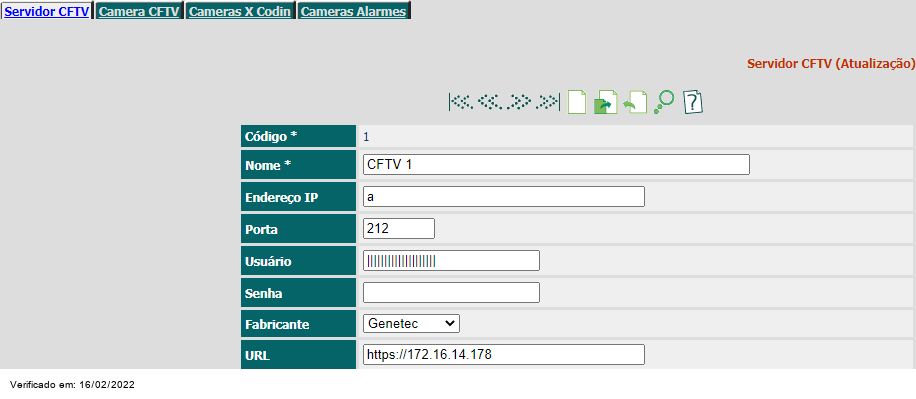 Servidor CFTV Camera CFTV Cameras X Codin Cameras Alarmes
Servidor CFTV (Atualização)
Código * 1
Nome * CFTV 1
Endereço IP a
Porta 212
Usuário ||||||||||||||||||||
Senha
Fabricante Genetec
URL https://172.16.14.178
Verificado em: 16/02/2022